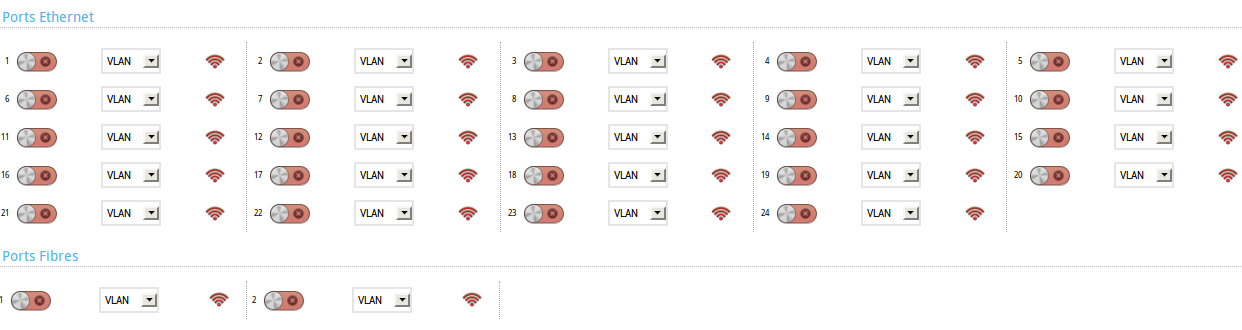 Ports Ethernet
1 VLAN 2 VLAN 3 VLAN 4 VLAN 5 VLAN
6 VLAN 7 VLAN 8 VLAN 9 VLAN 10 VLAN
11 VLAN 12 VLAN 13 VLAN 14 VLAN 15 VLAN
16 VLAN 17 VLAN 18 VLAN 19 VLAN 20 VLAN
21 VLAN 22 VLAN 23 VLAN 24 VLAN
Ports Fibres
1 VLAN 2 VLAN